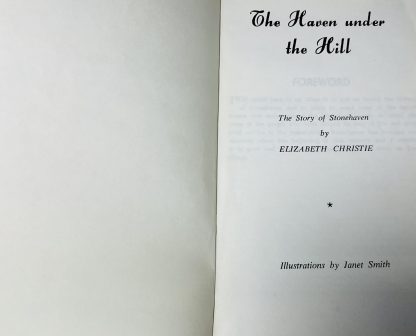 The Haven under
the Hill
The Story of Stonehaven
by
ELIZABETH CHRISTIE
*
Illustrations by Janet Smith